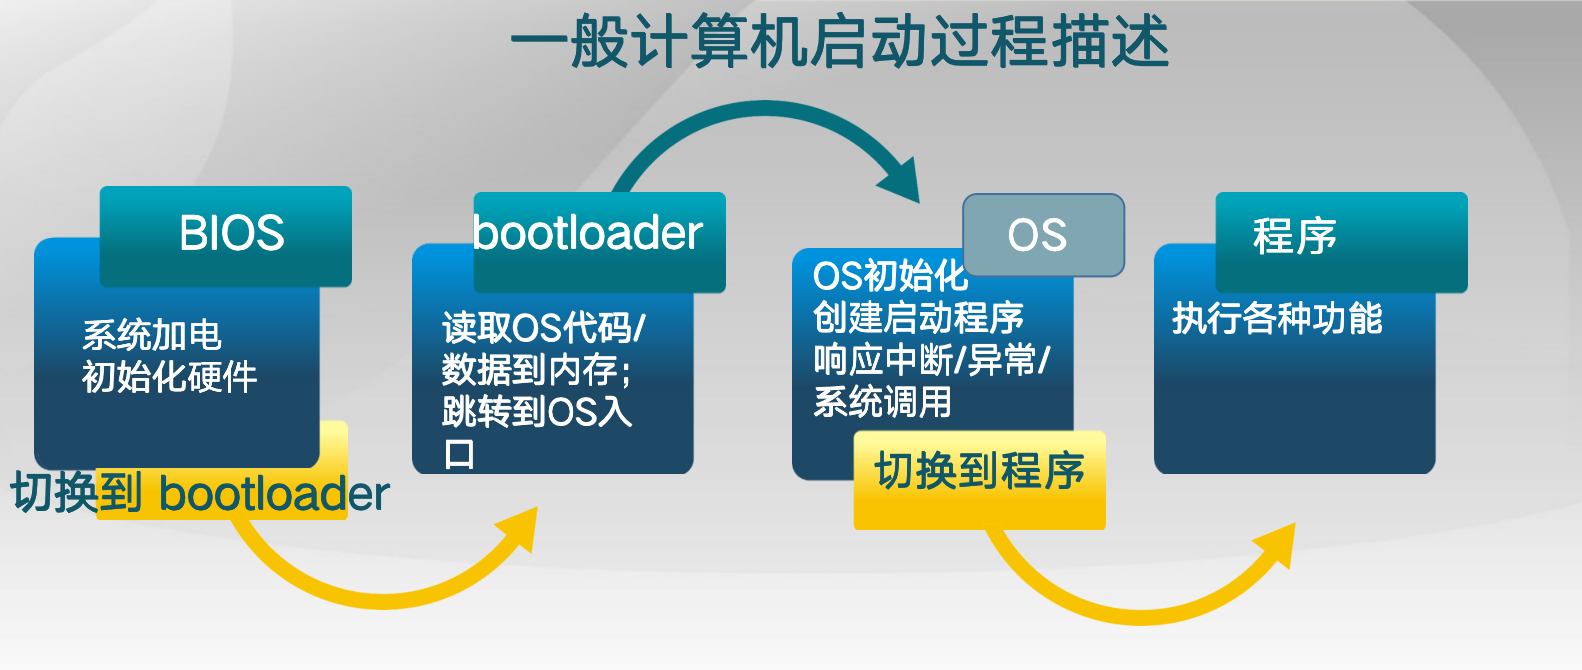 一般计算机启动过程描述
BIOS
系统加电
初始化硬件
切换到 bootloader
bootloader
读取OS代码/
数据到内存；
跳转到OS入
口
OS
OS初始化
创建启动程序
响应中断/异常/
系统调用
切换到程序
程序
执行各种功能